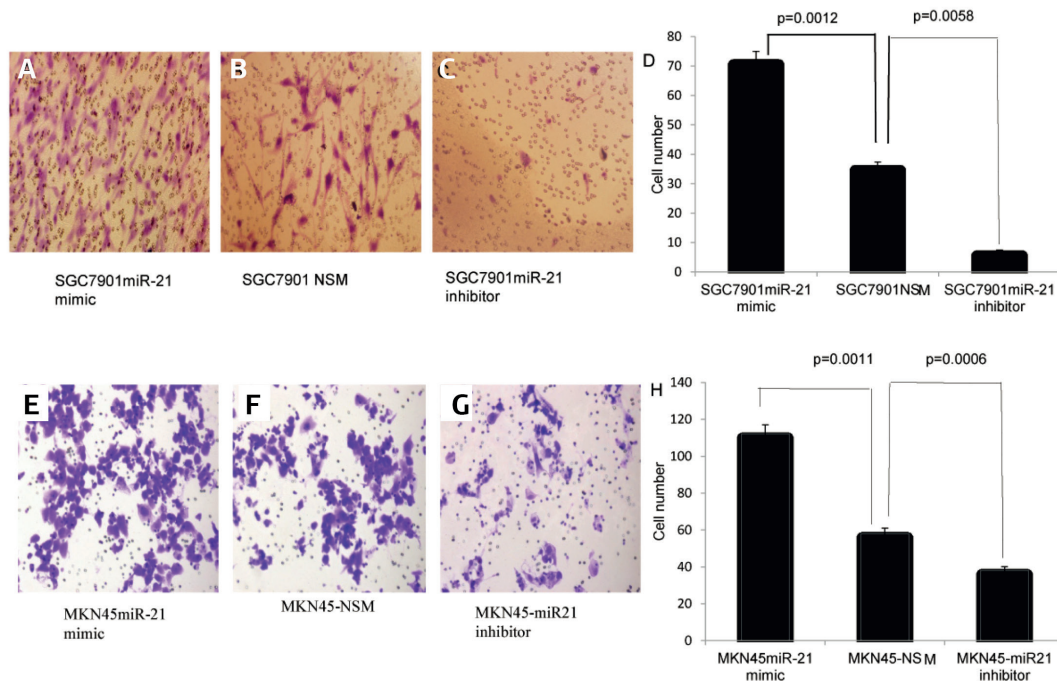 A
SGC7901miR-21
mimic
B
SGC7901 NSM
C
SGC7901miR-21
inhibitor
D
p=0.0012
p=0.0058
Cell number
80
70
60
50
40
30
20
10
0
SGC7901miR-21
mimic
SGC7901NSM
SGC7901miR-21
inhibitor
E
MKN45miR-21
mimic
F
MKN45-NSM
G
MKN45-miR21
inhibitor
H
p=0.0011
p=0.0006
Cell number
140
120
100
80
60
40
20
0
MKN45miR-21
mimic
MKN45-NSM
MKN45-miR21
inhibitor